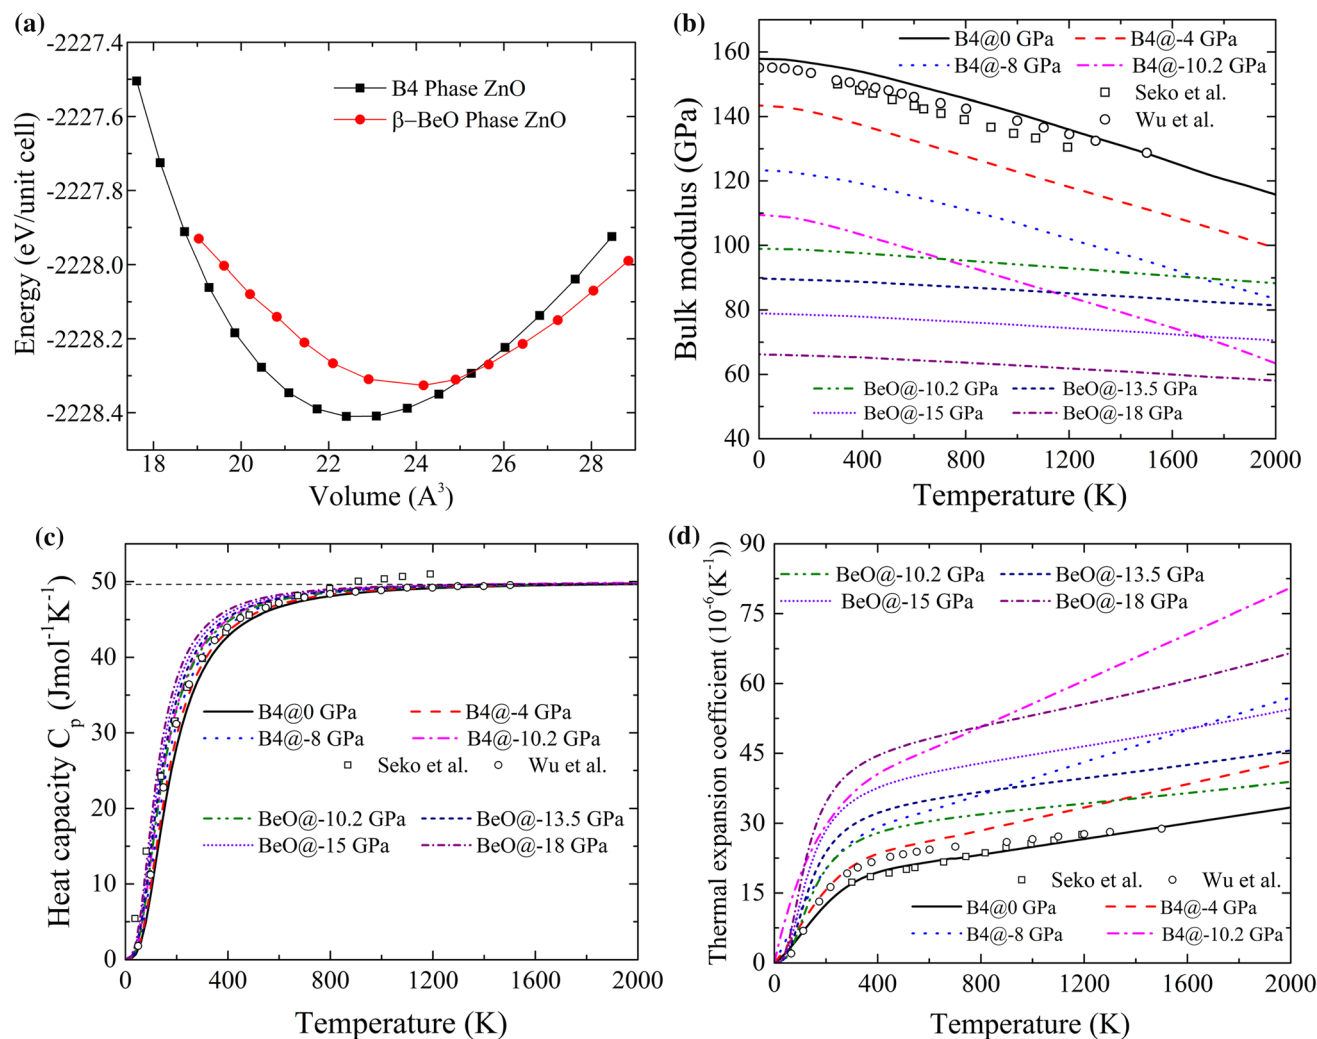 (a)
-2227.4
-2227.6
-2227.8
-2228.0
-2228.2
-2228.4
Energy (eV/unit cell)
B4 Phase ZnO
β–BeO Phase ZnO
18 20 22 24 26 28
Volume (A³)
(b)
160
140
120
100
80
60
40
Bulk modulus (GPa)
B4@0 GPa B4@-4 GPa
B4@-8 GPa B4@-10.2 GPa
Seko et al.
Wu et al.
BeO@-10.2 GPa BeO@-13.5 GPa
BeO@-15 GPa BeO@-18 GPa
0 400 800 1200 1600 2000
Temperature (K)
(c)
50
40
30
20
10
0
Heat capacity Cₚ (Jmol⁻¹K⁻¹)
B4@0 GPa B4@-4 GPa
B4@-8 GPa B4@-10.2 GPa
Seko et al. Wu et al.
BeO@-10.2 GPa BeO@-13.5 GPa
BeO@-15 GPa BeO@-18 GPa
0 400 800 1200 1600 2000
Temperature (K)
(d)
90
75
60
45
30
15
0
Thermal expansion coefficient (10⁻⁶(K⁻¹)
BeO@-10.2 GPa BeO@-13.5 GPa
BeO@-15 GPa BeO@-18 GPa
Seko et al. Wu et al.
B4@0 GPa B4@-4 GPa
B4@-8 GPa B4@-10.2 GPa
0 400 800 1200 1600 2000
Temperature (K)